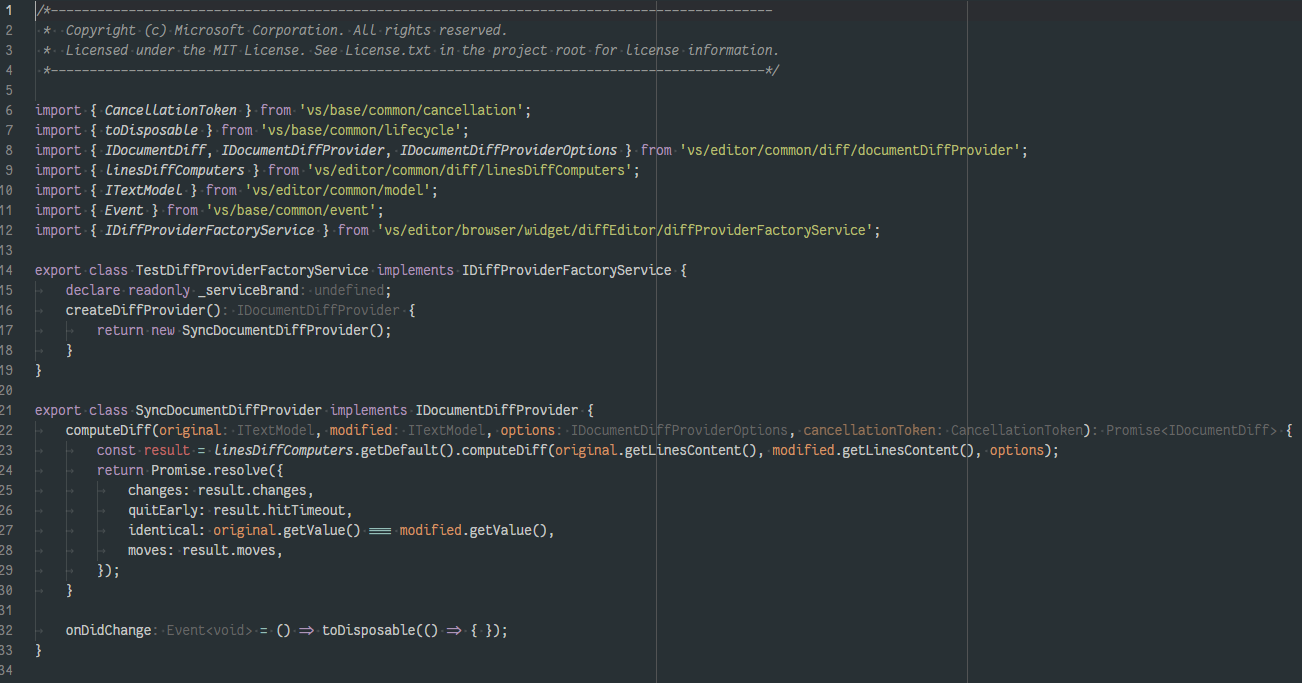 1 /*---------------------------------------------------------------------------------------------
2  *  Copyright (c) Microsoft Corporation. All rights reserved.
3  *  Licensed under the MIT License. See License.txt in the project root for license information.
4  *--------------------------------------------------------------------------------------------*/
5
6 import { CancellationToken } from 'vs/base/common/cancellation';
7 import { toDisposable } from 'vs/base/common/lifecycle';
8 import { IDocumentDiff, IDocumentDiffProvider, IDocumentDiffProviderOptions } from 'vs/editor/common/diff/documentDiffProvider';
9 import { linesDiffComputers } from 'vs/editor/common/diff/linesDiffComputers';
10 import { ITextModel } from 'vs/editor/common/model';
11 import { Event } from 'vs/base/common/event';
12 import { IDiffProviderFactoryService } from 'vs/editor/browser/widget/diffEditor/diffProviderFactoryService';
13
14 export class TestDiffProviderFactoryService implements IDiffProviderFactoryService {
15     declare readonly _serviceBrand: undefined;
16     createDiffProvider(): IDocumentDiffProvider {
17         return new SyncDocumentDiffProvider();
18     }
19 }
20
21 export class SyncDocumentDiffProvider implements IDocumentDiffProvider {
22     computeDiff(original: ITextModel, modified: ITextModel, options: IDocumentDiffProviderOptions, cancellationToken: CancellationToken): Promise<IDocumentDiff> {
23         const result = linesDiffComputers.getDefault().computeDiff(original.getLinesContent(), modified.getLinesContent(), options);
24         return Promise.resolve({
25             changes: result.changes,
26             quitEarly: result.hitTimeout,
27             identical: original.getValue() === modified.getValue(),
28             moves: result.moves,
29         });
30     }
31
32     onDidChange: Event<void> = () => toDisposable(() => { });
33 }
34